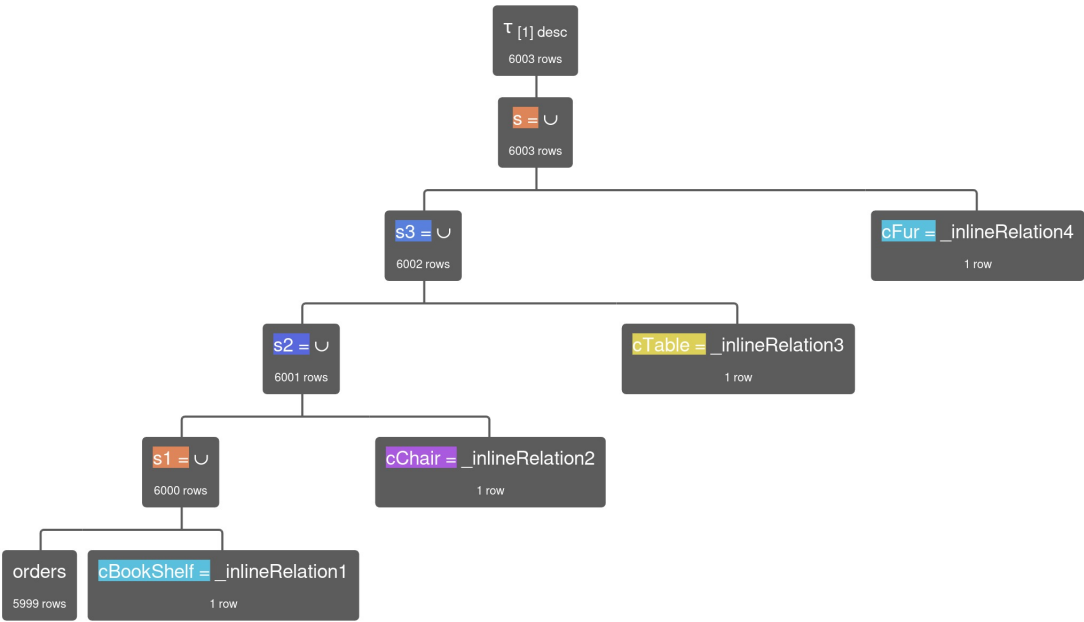 τ [1] desc
6003 rows
s = ∪
6003 rows
s3 = ∪
6002 rows
cFur = _inlineRelation4
1 row
s2 = ∪
6001 rows
cTable = _inlineRelation3
1 row
s1 = ∪
6000 rows
cChair = _inlineRelation2
1 row
orders
5999 rows
cBookShelf = _inlineRelation1
1 row